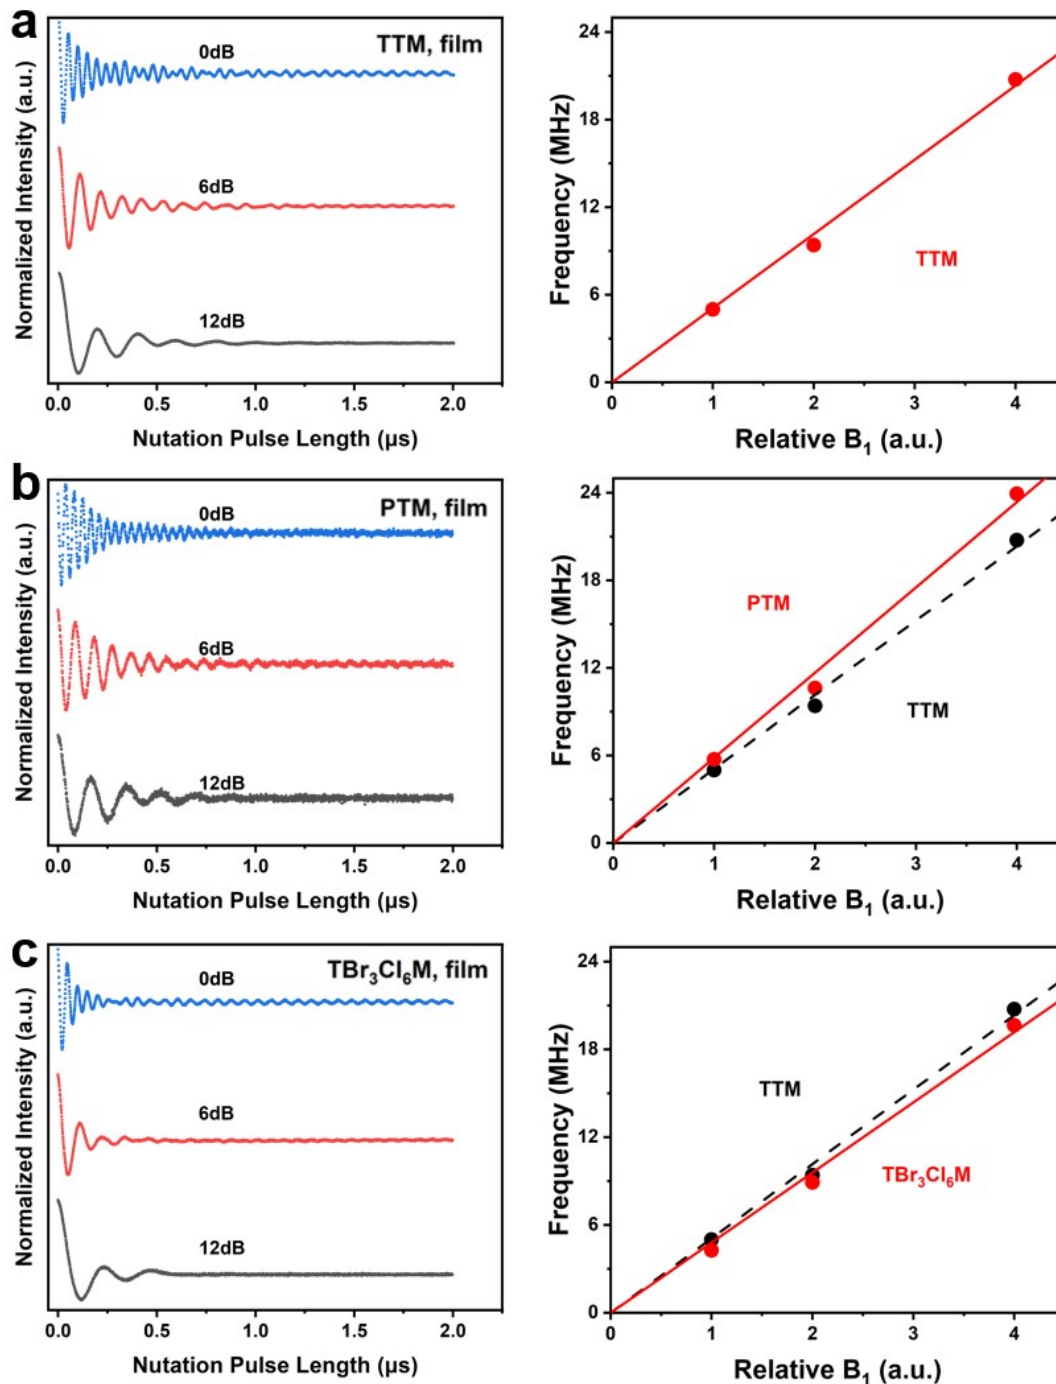 a
TTM, film
0dB
6dB
12dB
Normalized Intensity (a.u.)
0.0 0.5 1.0 1.5 2.0
Nutation Pulse Length (µs)
24
18
12
6
0
Frequency (MHz)
TTM
0 1 2 3 4
Relative B₁ (a.u.)
b
PTM, film
0dB
6dB
12dB
Normalized Intensity (a.u.)
0.0 0.5 1.0 1.5 2.0
Nutation Pulse Length (µs)
24
18
12
6
0
Frequency (MHz)
PTM
TTM
0 1 2 3 4
Relative B₁ (a.u.)
c
TBr₃Cl₆M, film
0dB
6dB
12dB
Normalized Intensity (a.u.)
0.0 0.5 1.0 1.5 2.0
Nutation Pulse Length (µs)
24
18
12
6
0
Frequency (MHz)
TTM
TBr₃Cl₆M
0 1 2 3 4
Relative B₁ (a.u.)